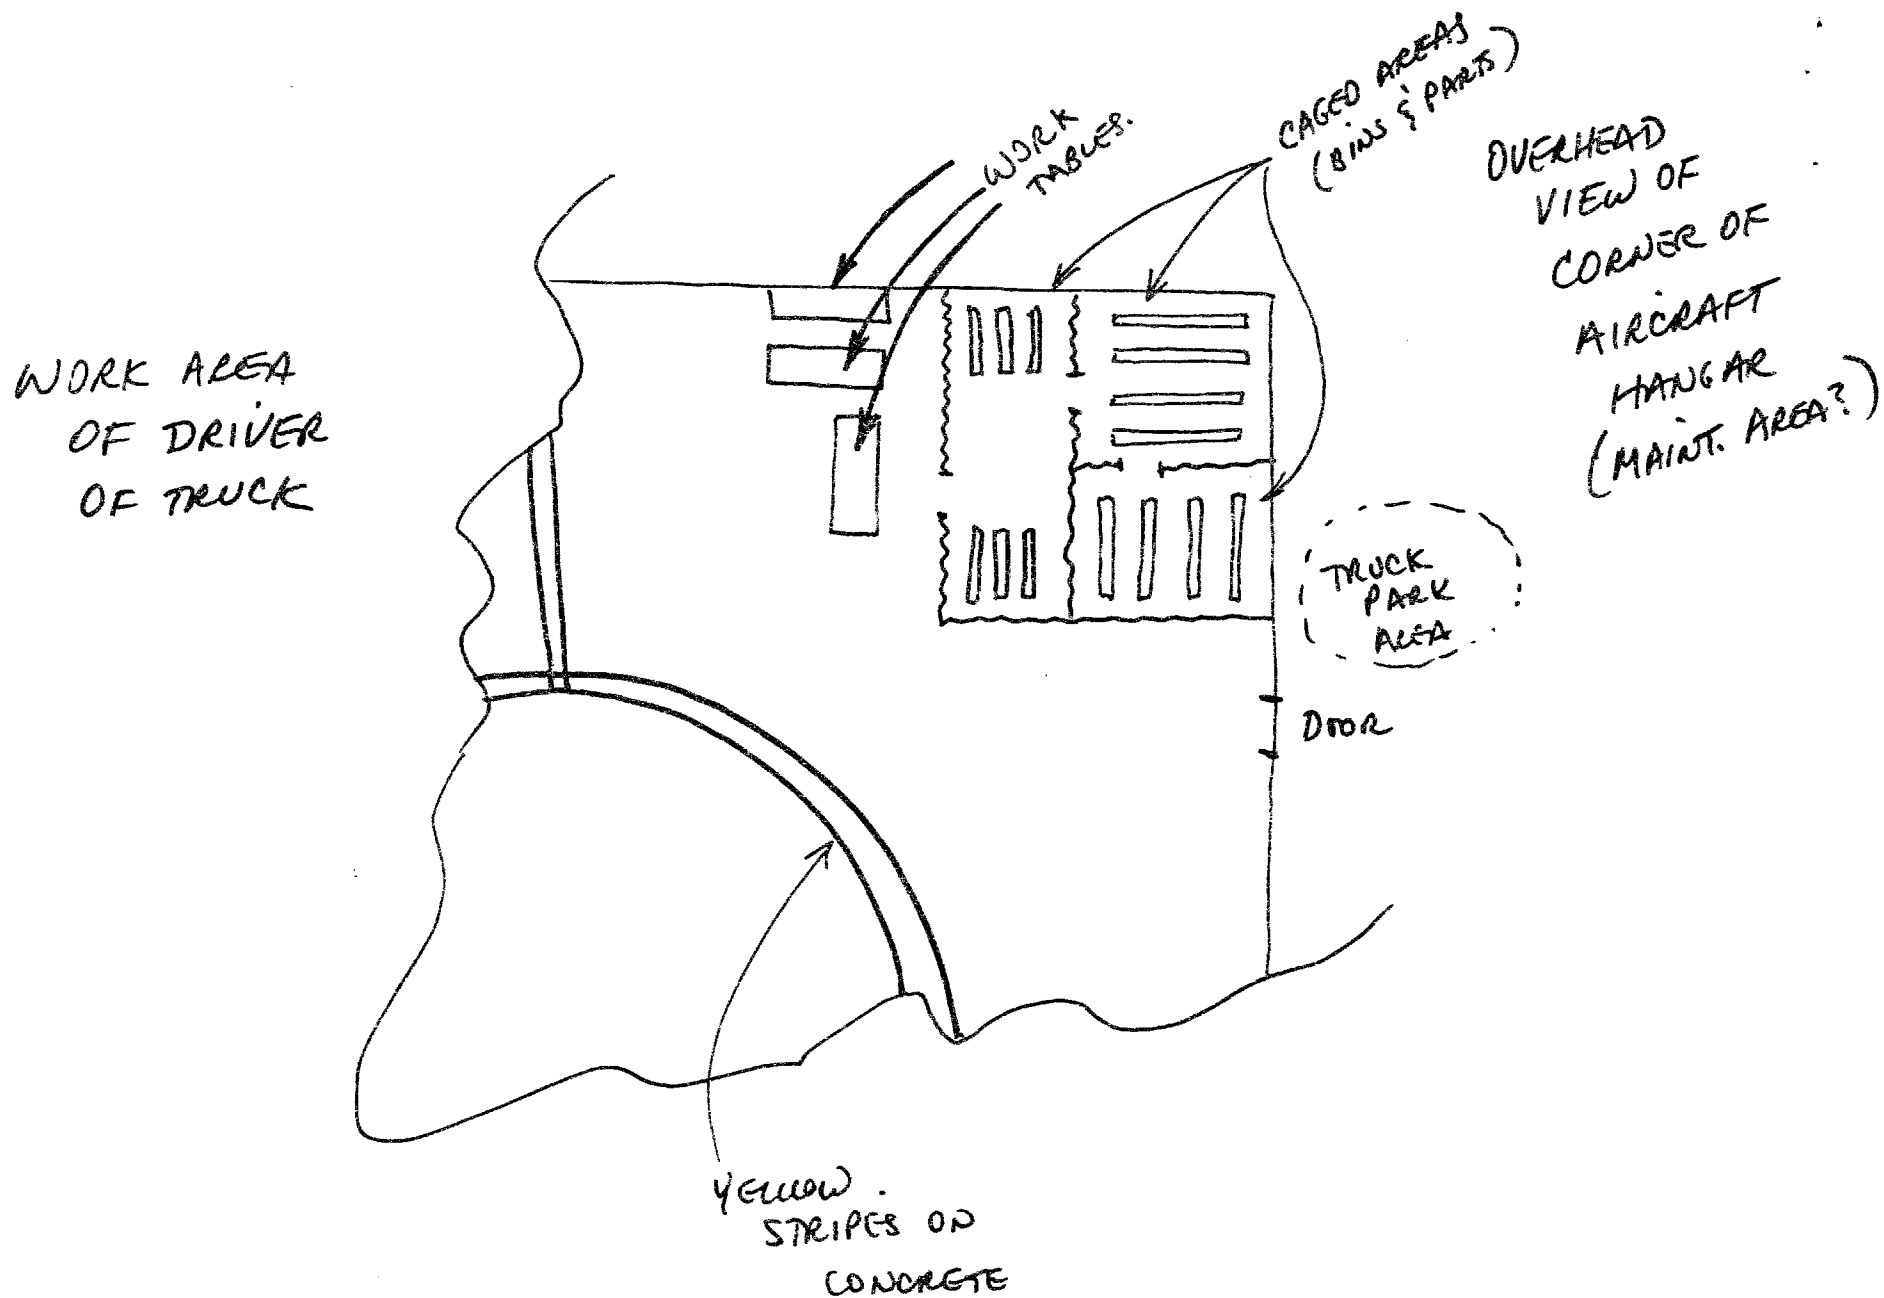 WORK AREA
OF DRIVER
OF TRUCK
WORK
TABLES.
CAGED AREAS
(BINS & PARTS)
OVERHEAD
VIEW OF
CORNER OF
AIRCRAFT
HANGAR
(MAINT. AREA?)
TRUCK
PARK
AREA
DOOR
YELLOW
STRIPES ON
CONCRETE